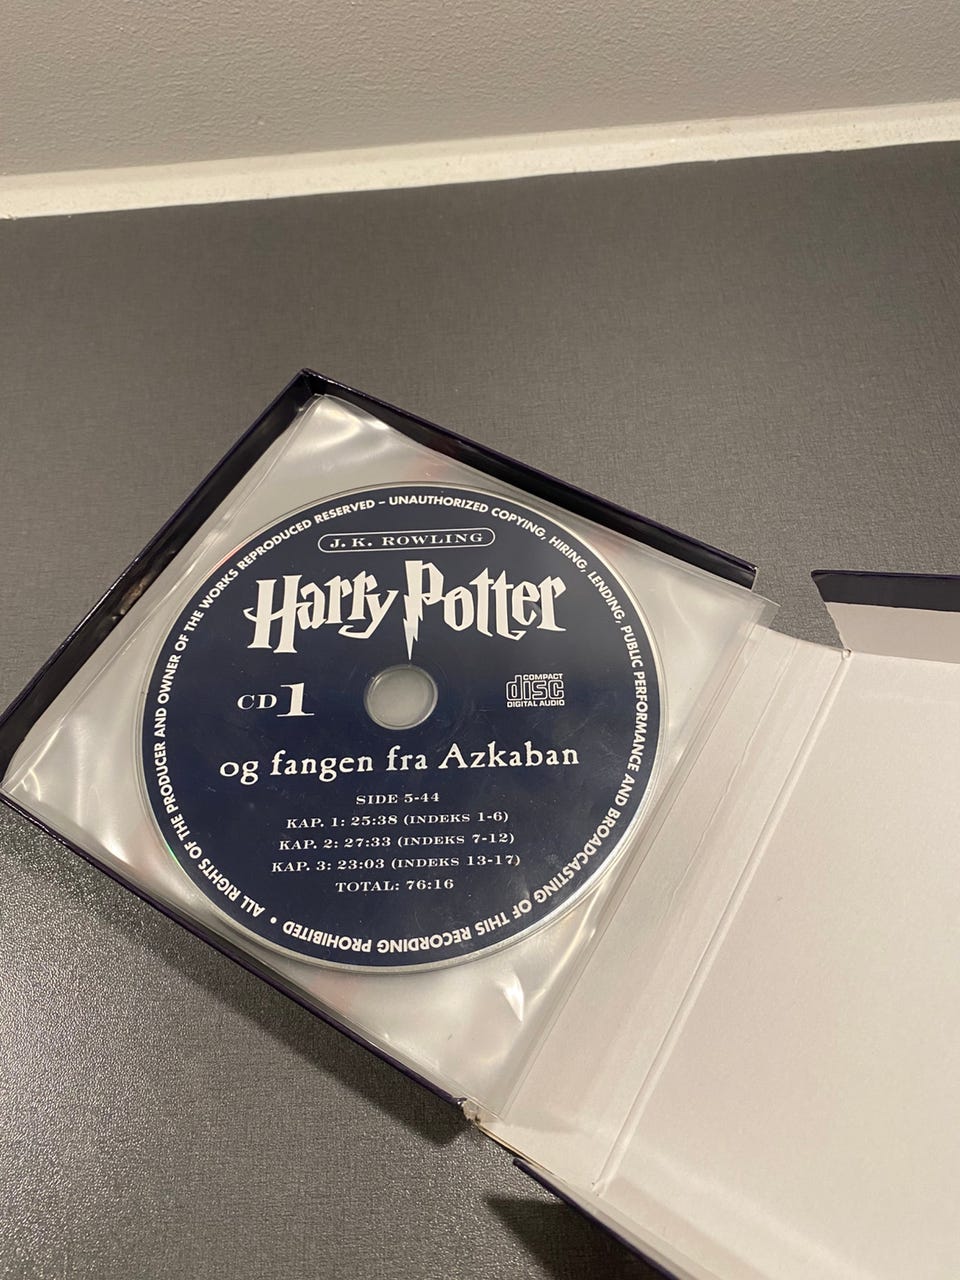 J. K. ROWLING
Harry Potter
CD 1
COMPACT
disc
DIGITAL AUDIO
og fangen fra Azkaban
SIDE 5-44
KAP. 1: 25:38 (INDEKS 1-6)
KAP. 2: 27:33 (INDEKS 7-12)
KAP. 3: 23:03 (INDEKS 13-17)
TOTAL: 76:16
• ALL RIGHTS OF THE PRODUCER AND OWNER OF THE WORKS REPRODUCED RESERVED – UNAUTHORIZED COPYING, HIRING, LENDING, PUBLIC PERFORMANCE AND BROADCASTING OF THIS RECORDING PROHIBITED